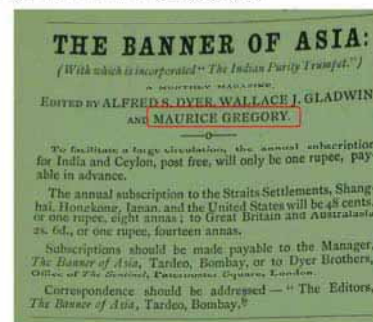 THE BANNER OF ASIA:
(With which is incorporated "The Indian Purity Trumpet.")
A MONTHLY MAGAZINE,
EDITED BY ALFRED S. DYER, WALLACE J. GLADWIN
AND MAURICE GREGORY.
To facilitate a large circulation, the annual subscription
for India and Ceylon, post free, will only be one rupee, pay-
able in advance.
The annual subscription to the Straits Settlements, Shang-
hai, Hongkong, Japan, and the United States will be 48 cents.
or one rupee, eight annas; to Great Britain and Australasia
2s. 6d., or one rupee, fourteen annas.
Subscriptions should be made payable to the Manager,
The Banner of Asia, Tardeo, Bombay, or to Dyer Brothers,
Office of The Sentinel, Paternoster Square, London.
Correspondence should be addressed — "The Editors,
The Banner of Asia, Tardeo, Bombay."